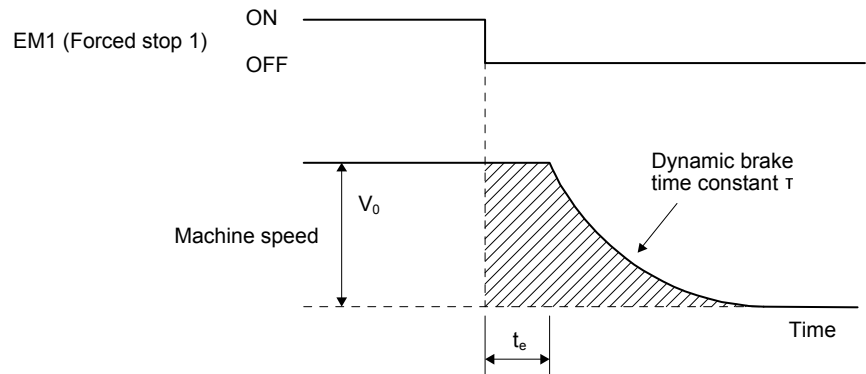 ON
EM1 (Forced stop 1)
OFF
Dynamic brake
time constant τ
V₀
Machine speed
Time
tₑ